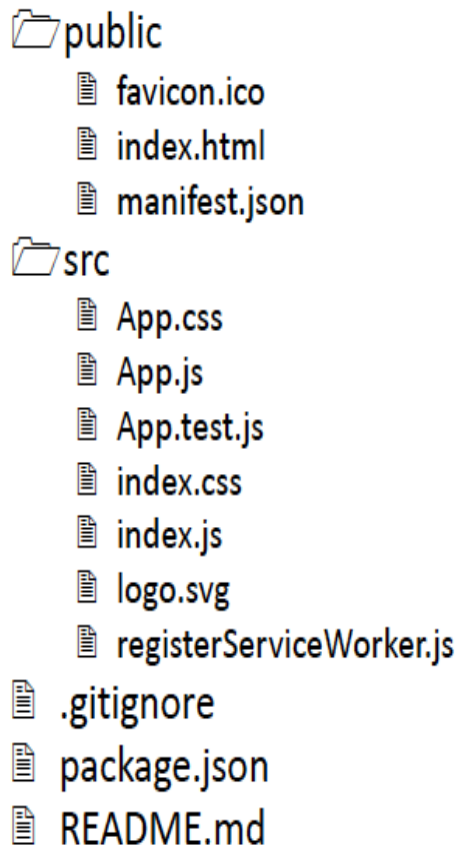 public
favicon.ico
index.html
manifest.json
src
App.css
App.js
App.test.js
index.css
index.js
logo.svg
registerServiceWorker.js
.gitignore
package.json
README.md